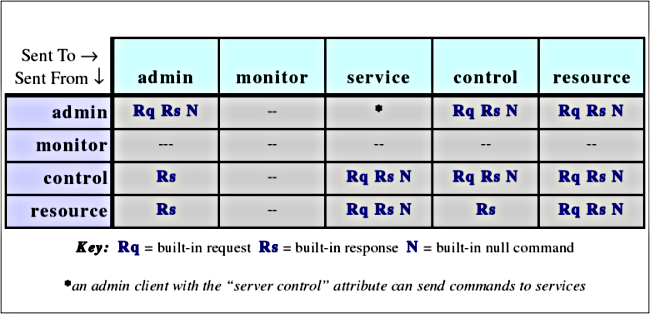 Sent To →
Sent From ↓
admin monitor service control resource
admin Rq Rs N -- * Rq Rs N Rq Rs N
monitor --- -- -- -- --
control Rs -- Rq Rs N Rq Rs N Rq Rs N
resource Rs -- Rq Rs N Rs Rq Rs N
Key: Rq = built-in request Rs = built-in response N = built-in null command
*an admin client with the “server control” attribute can send commands to services